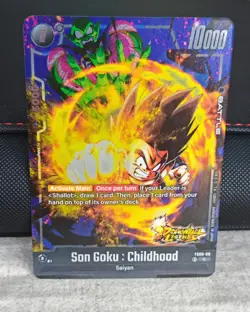 10000
BATTLE
Activate Main Once per turn If your Leader is
<Shallot>, draw 1 card. Then, place 1 card from your
hand on top of its owner's deck.
Son Goku : Childhood
Saiyan